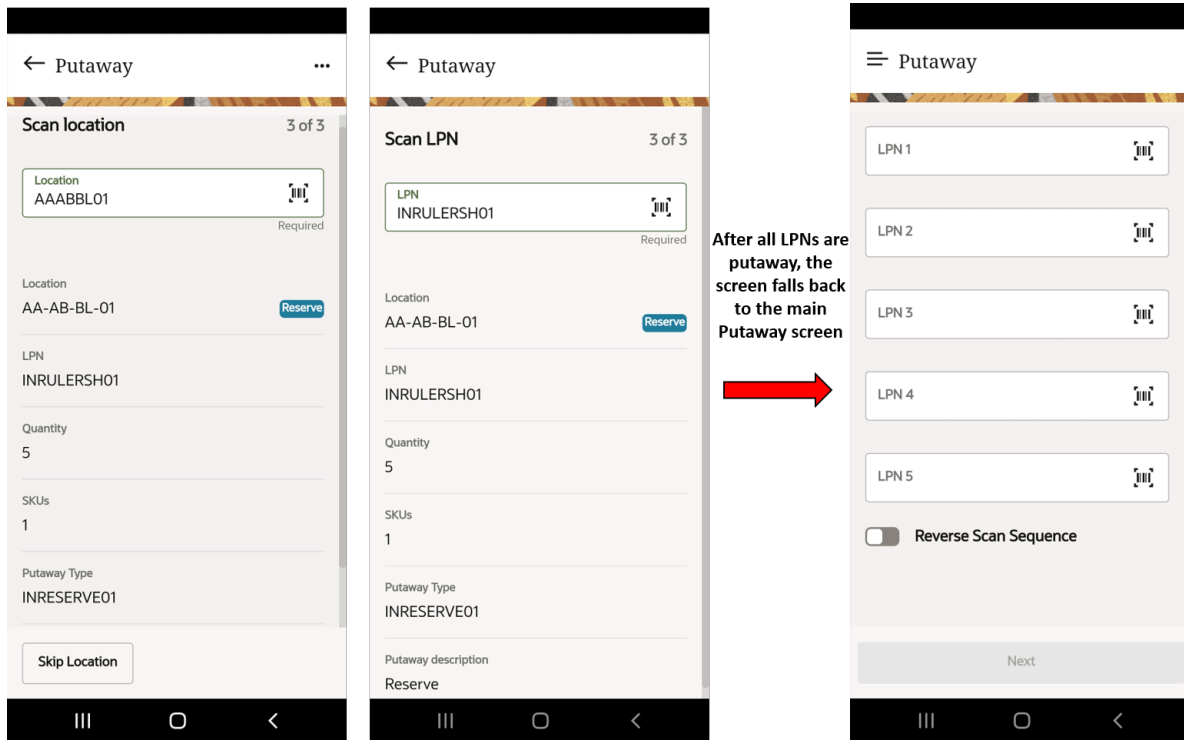 Putaway
Scan location
3 of 3
Location
AAABBL01
Required
Location
AA-AB-BL-01
Reserve
LPN
INRULERSH01
Quantity
5
SKUs
1
Putaway Type
INRESERVE01
Skip Location
Putaway
Scan LPN
3 of 3
LPN
INRULERSH01
Required
Location
AA-AB-BL-01
Reserve
LPN
INRULERSH01
Quantity
5
SKUs
1
Putaway Type
INRESERVE01
Putaway description
Reserve
After all LPNs are
putaway, the
screen falls back
to the main
Putaway screen
Putaway
LPN 1
LPN 2
LPN 3
LPN 4
LPN 5
Reverse Scan Sequence
Next